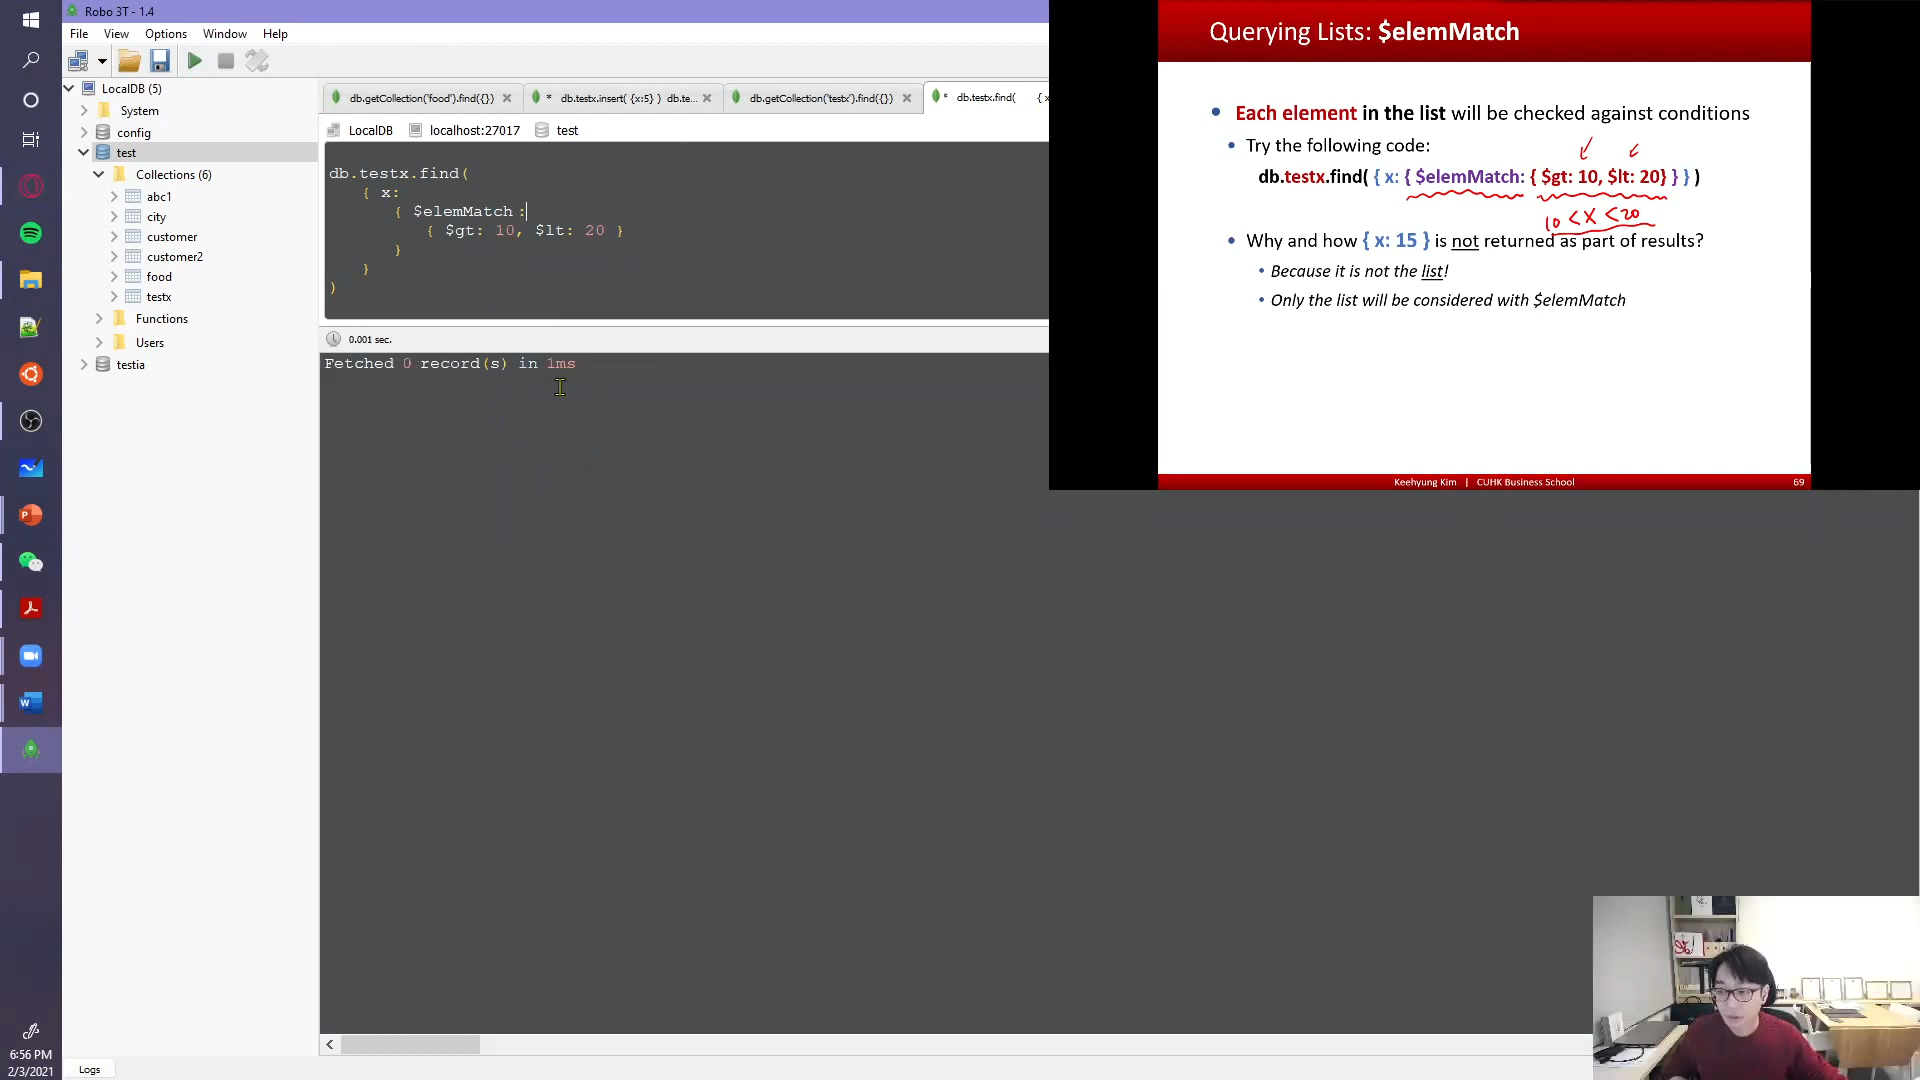 Robo 3T - 1.4
File View Options Window Help
LocalDB (5)
System
config
test
Collections (6)
abc1
city
customer
customer2
food
testx
Functions
Users
testia
db.getCollection('food').find({})
* db.testx.insert( {x:5} ) db.te...
db.getCollection('testx').find({})
* db.testx.find( { x
LocalDB localhost:27017 test
db.testx.find(
{ x:
{ $elemMatch :
{ $gt: 10, $lt: 20 }
}
}
)
0.001 sec.
Fetched 0 record(s) in 1ms
Logs
6:56 PM
2/3/2021
Querying Lists: $elemMatch
• Each element in the list will be checked against conditions
• Try the following code:
db.testx.find( { x: { $elemMatch: { $gt: 10, $lt: 20} } } )
10 < X < 20
• Why and how { x: 15 } is not returned as part of results?
• Because it is not the list!
• Only the list will be considered with $elemMatch
Keehyung Kim | CUHK Business School
69